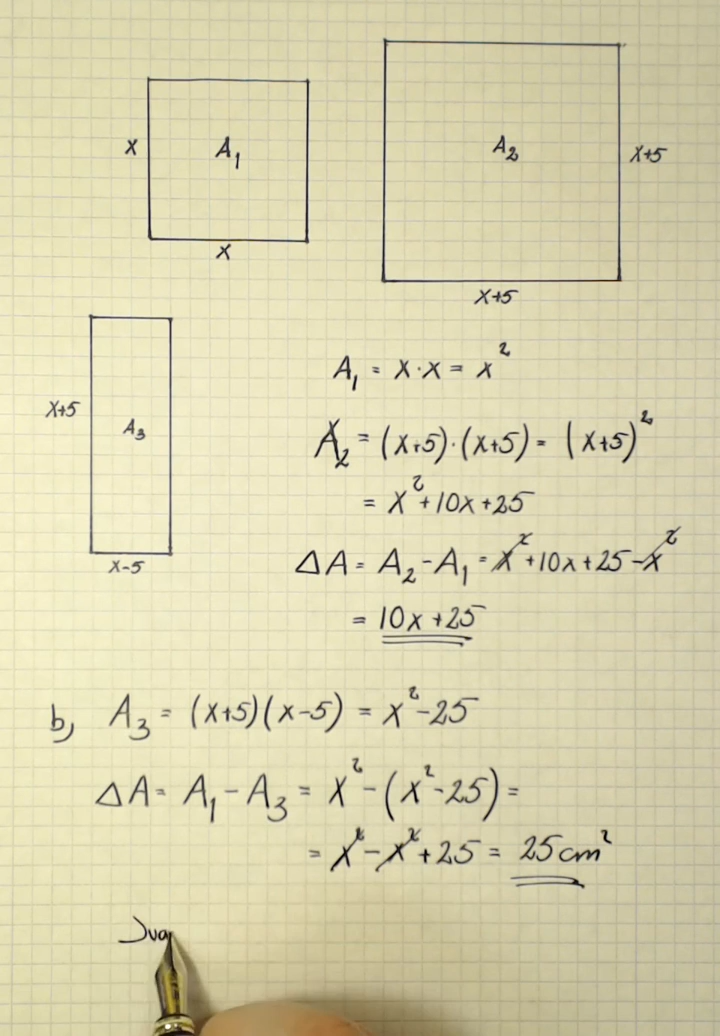 x A₁
x
A₂ x+5
x+5
x+5 A₃
x-5
A₁ = x·x = x²
A₂ = (x+5)·(x+5) = (x+5)²
= x²+10x+25
ΔA = A₂-A₁ = x²+10x+25-x²
= 10x+25
b) A₃ = (x+5)(x-5) = x²-25
ΔA = A₁-A₃ = x²-(x²-25) =
= x²-x²+25 = 25cm²